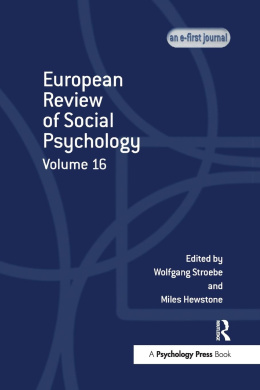 an e-first journal
European
Review
of Social
Psychology
Volume 16
Edited by
Wolfgang Stroebe
and
Miles Hewstone
A Psychology Press Book